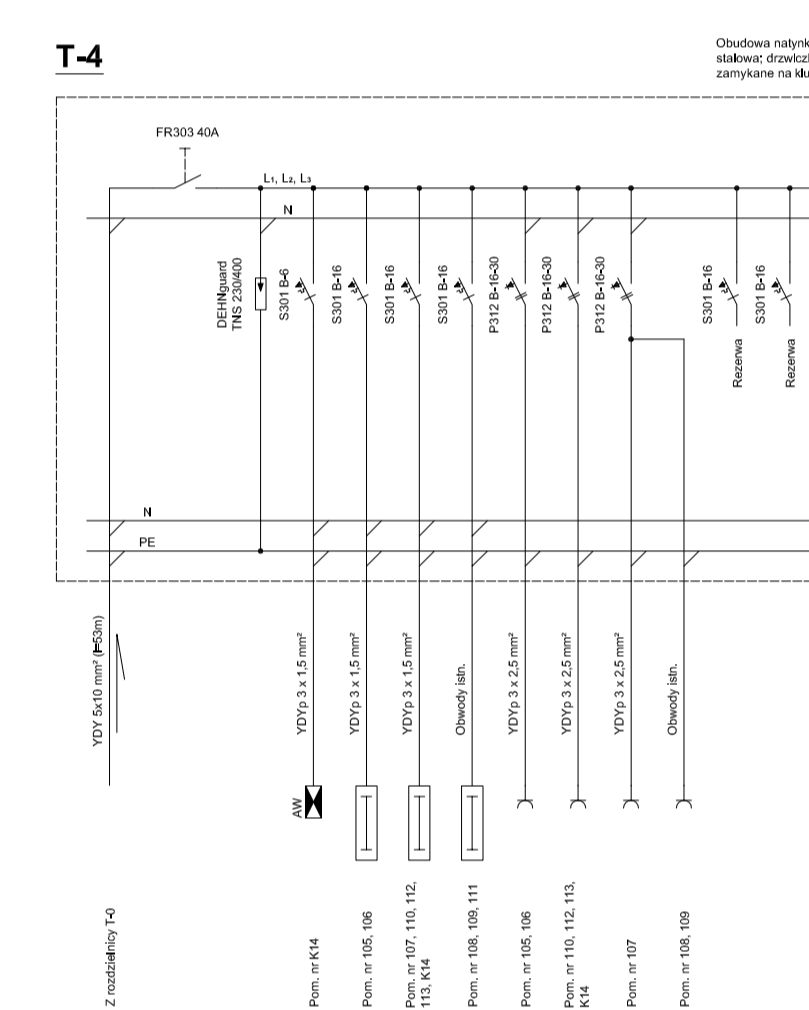 T-4
Obudowa natynk
stalowa; drzwiczk
zamykane na klu
FR303 40A
L₁, L₂, L₃
N
DEHNguard
TNS 230/400
S301 B-6
S301 B-16
S301 B-16
S301 B-16
P312 B-16-30
P312 B-16-30
P312 B-16-30
S301 B-16
S301 B-16
Rezerwa
Rezerwa
N
PE
YDY 5x10 mm² (l=53m)
YDYp 3 x 1,5 mm²
YDYp 3 x 1,5 mm²
YDYp 3 x 1,5 mm²
Obwody istn.
YDYp 3 x 2,5 mm²
YDYp 3 x 2,5 mm²
YDYp 3 x 2,5 mm²
Obwody istn.
AW
Z rozdzielnicy T-0
Pom. nr K14
Pom. nr 105, 106
Pom. nr 107, 110, 112,
113, K14
Pom. nr 108, 109, 111
Pom. nr 105, 106
Pom. nr 110, 112, 113,
K14
Pom. nr 107
Pom. nr 108, 109